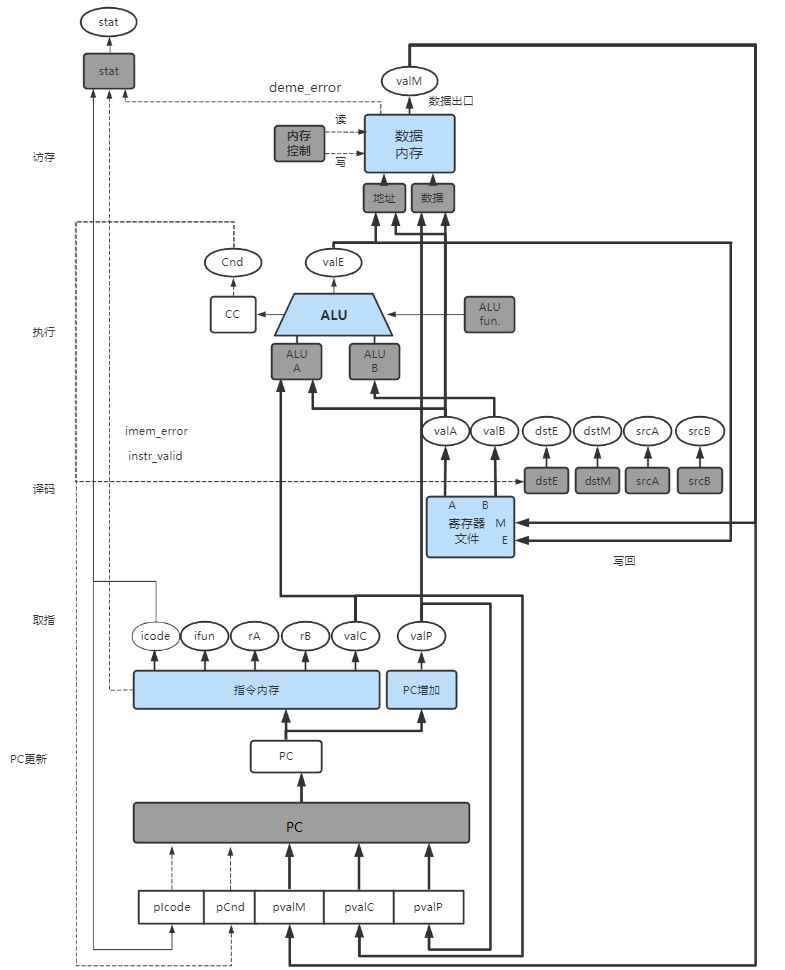 stat
stat
valM
deme_error
数据出口
读
内存
控制
写
数据
内存
访存
地址
数据
Cnd
valE
CC
ALU
ALU
fun.
执行
ALU
A
ALU
B
imem_error
instr_valid
valA
valB
dstE
dstM
srcA
srcB
译码
dstE
dstM
srcA
srcB
A
B
寄存器
文件
M
E
写回
取指
icode
ifun
rA
rB
valC
valP
指令内存
PC增加
PC更新
PC
PC
pIcode
pCnd
pvalM
pvalC
pvalP